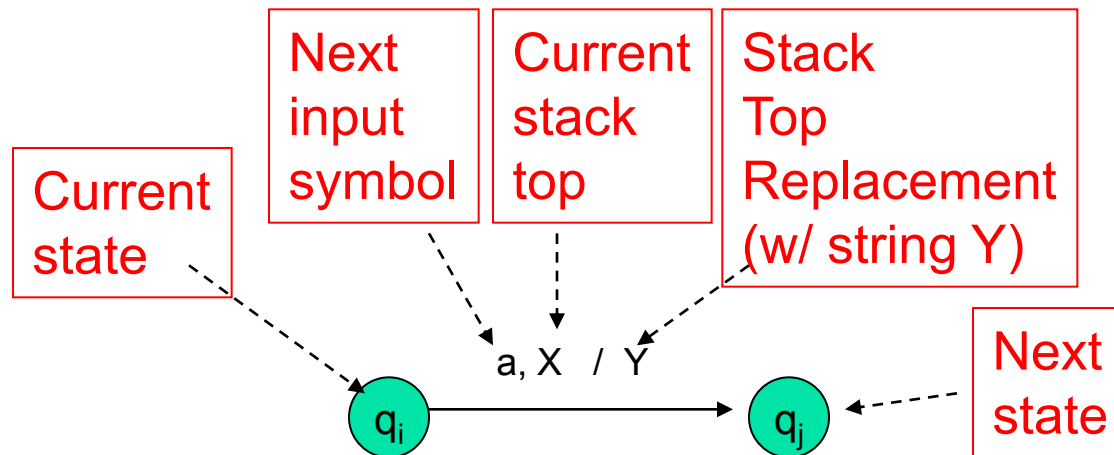 Next
input
symbol
Current
stack
top
Stack
Top
Replacement
(w/ string Y)
Current
state
a, X / Y
Next
state
qi
qj